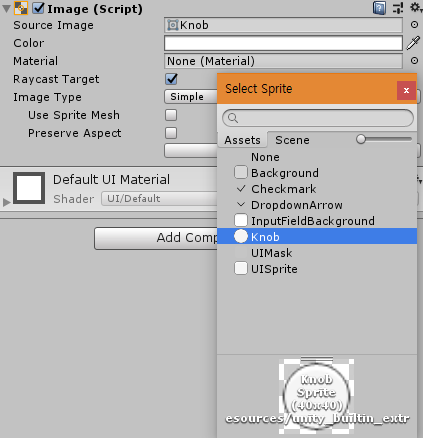 Image (Script)
Source Image
Knob
Color
Material
None (Material)
Raycast Target
Image Type
Simple
Use Sprite Mesh
Preserve Aspect
Default UI Material
Shader
UI/Default
Add Comp
Select Sprite
x
Assets
Scene
None
Background
Checkmark
DropdownArrow
InputFieldBackground
Knob
UIMask
UISprite
Knob
Sprite
(40x40)
esources/unity_builtin_extr